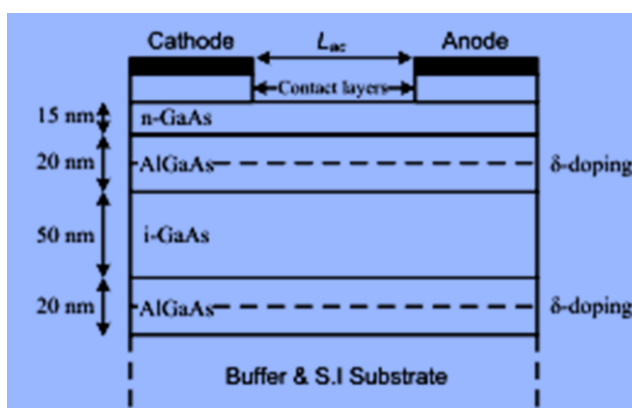 Cathode Lac Anode
Contact layers
15 nm n-GaAs
20 nm AlGaAs δ-doping
50 nm i-GaAs
20 nm AlGaAs δ-doping
Buffer & S.I Substrate